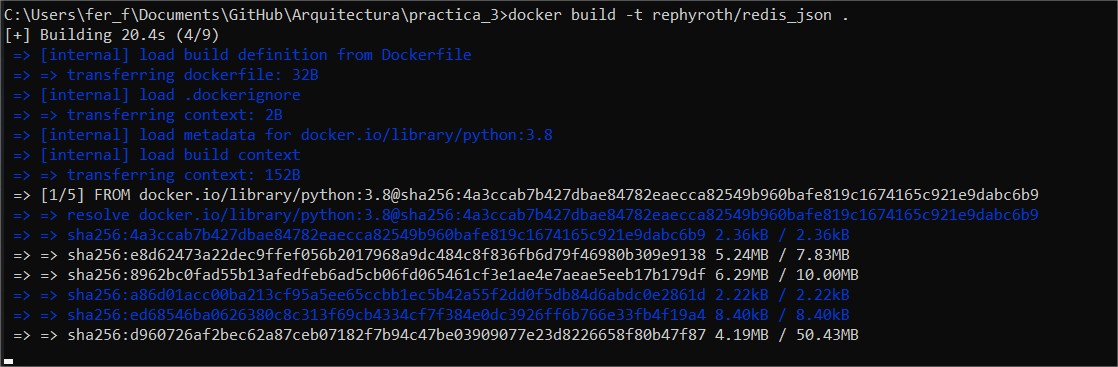 C:\Users\fer_f\Documents\GitHub\Arquitectura\practica_3>docker build -t rephyroth/redis_json .
[+] Building 20.4s (4/9)
=> [internal] load build definition from Dockerfile
=> => transferring dockerfile: 32B
=> [internal] load .dockerignore
=> => transferring context: 2B
=> [internal] load metadata for docker.io/library/python:3.8
=> [internal] load build context
=> => transferring context: 152B
=> [1/5] FROM docker.io/library/python:3.8@sha256:4a3ccab7b427dbae84782eaecca82549b960bafe819c1674165c921e9dabc6b9
=> => resolve docker.io/library/python:3.8@sha256:4a3ccab7b427dbae84782eaecca82549b960bafe819c1674165c921e9dabc6b9
=> => sha256:4a3ccab7b427dbae84782eaecca82549b960bafe819c1674165c921e9dabc6b9 2.36kB / 2.36kB
=> => sha256:e8d62473a22dec9ffef056b2017968a9dc484c8f836fb6d79f46980b309e9138 5.24MB / 7.83MB
=> => sha256:8962bc0fad55b13afedfeb6ad5cb06fd065461cf3e1ae4e7aeae5eeb17b179df 6.29MB / 10.00MB
=> => sha256:a86d01acc00ba213cf95a5ee65ccbb1ec5b42a55f2dd0f5db84d6abdc0e2861d 2.22kB / 2.22kB
=> => sha256:ed68546ba0626380c8c313f69cb4334cf7f384e0dc3926ff6b766e33fb4f19a4 8.40kB / 8.40kB
=> => sha256:d960726af2bec62a87ceb07182f7b94c47be03909077e23d8226658f80b47f87 4.19MB / 50.43MB